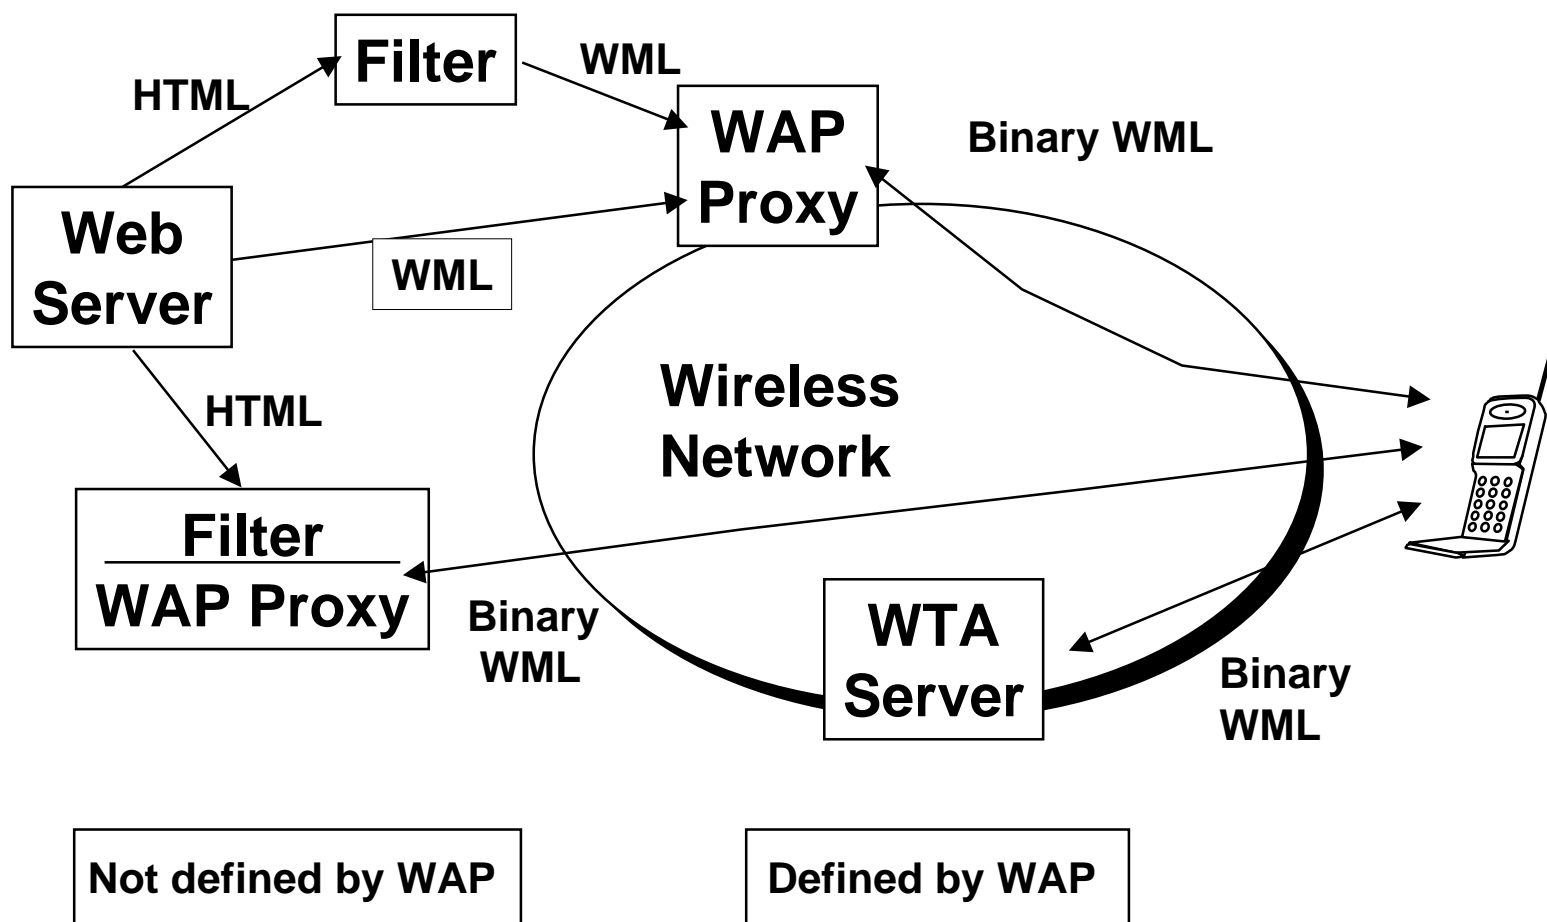 Filter
WML
HTML
WAP
Proxy
Binary WML
Web
Server
WML
Wireless
Network
HTML
Filter
WAP Proxy
Binary
WML
WTA
Server
Binary
WML
Not defined by WAP
Defined by WAP